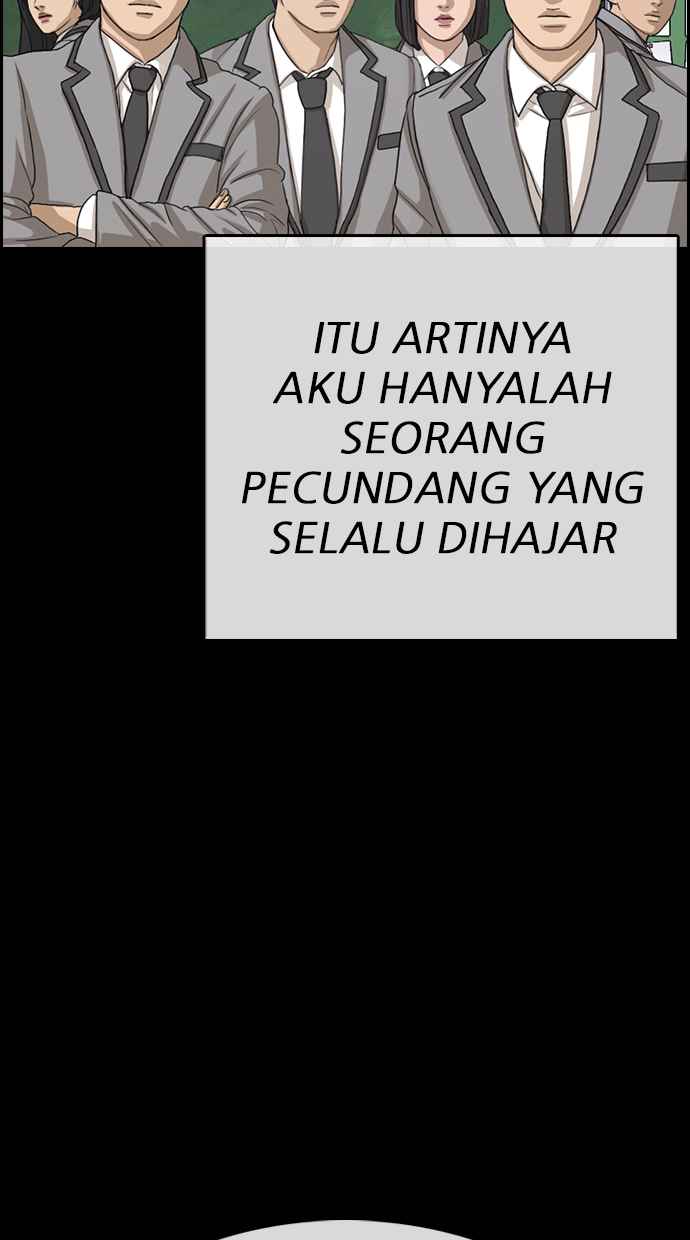 ITU ARTINYA
AKU HANYALAH
SEORANG
PECUNDANG YANG
SELALU DIHAJAR